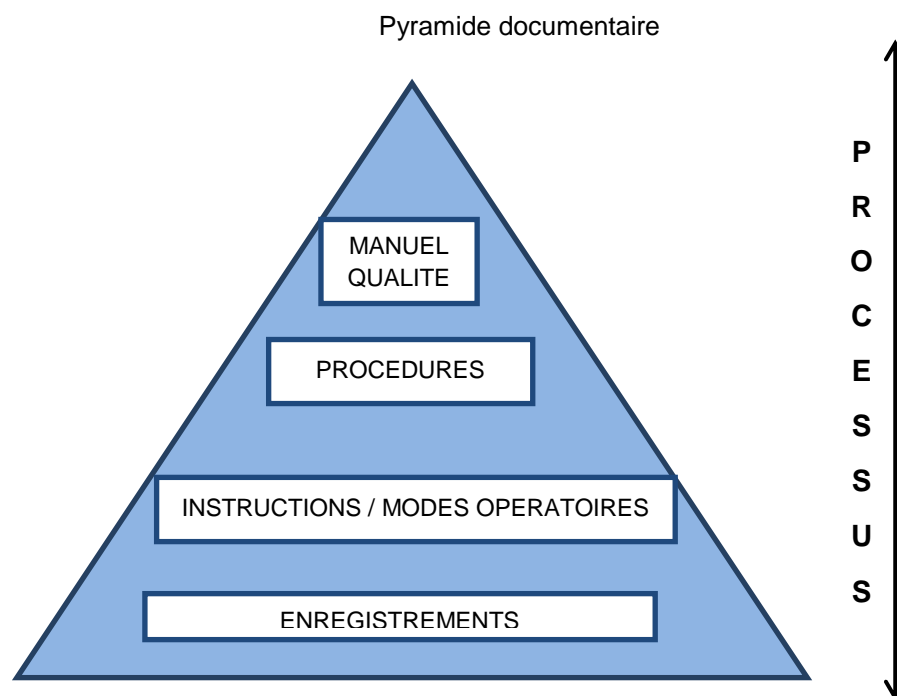 Pyramide documentaire
MANUEL
QUALITE
PROCEDURES
INSTRUCTIONS / MODES OPERATOIRES
ENREGISTREMENTS
P
R
O
C
E
S
S
U
S